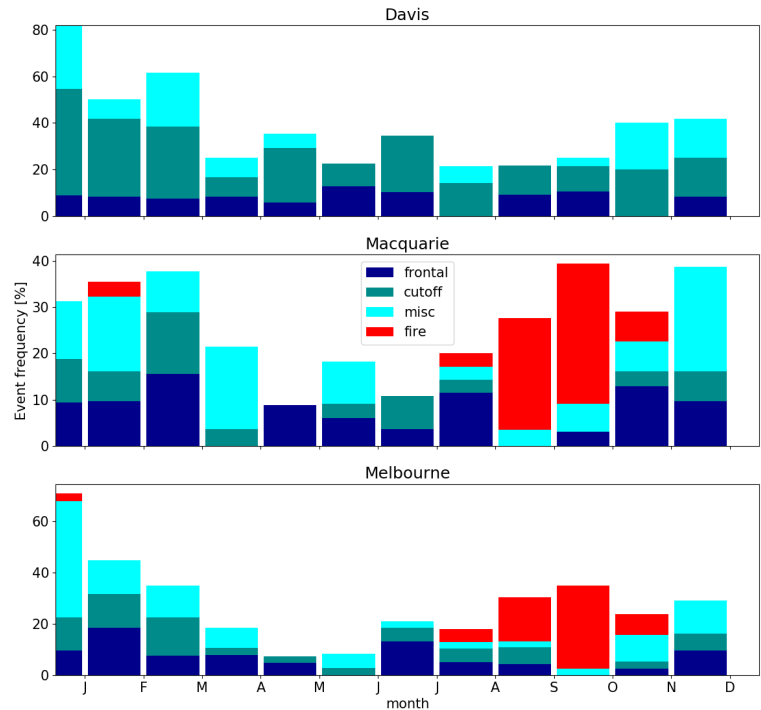 Davis
80
60
40
20
0
Macquarie
40
30
20
10
0
Event frequency [%]
frontal
cutoff
misc
fire
Melbourne
60
40
20
0
J F M A M J J A S O N D
month